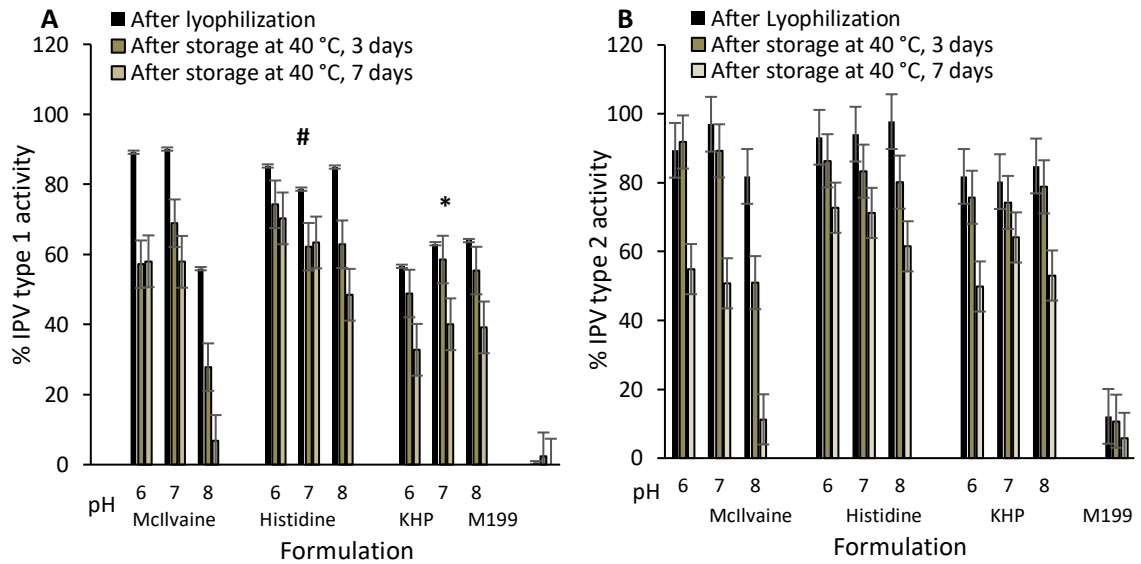 A
After lyophilization
After storage at 40 °C, 3 days
After storage at 40 °C, 7 days
% IPV type 1 activity
120
100
80
60
40
20
0
#
*
pH
6 7 8 6 7 8 6 7 8
McIlvaine Histidine KHP M199
Formulation
B
After Lyophilization
After storage at 40 °C, 3 days
After storage at 40 °C, 7 days
% IPV type 2 activity
120
100
80
60
40
20
0
pH
6 7 8 6 7 8 6 7 8
McIlvaine Histidine KHP M199
Formulation